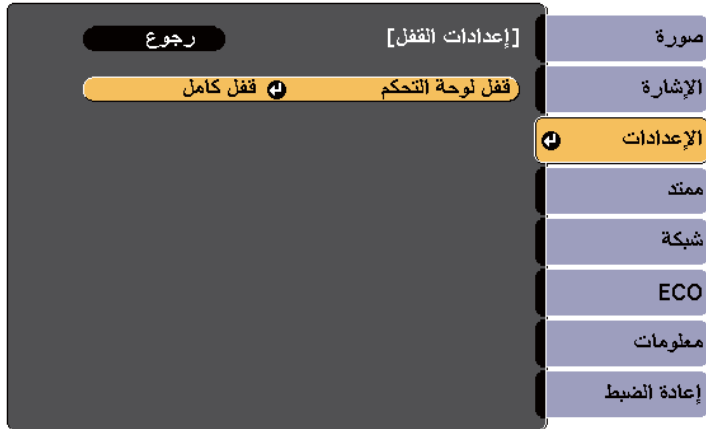 صورة
الإشارة
الإعدادات
ممتد
شبكة
ECO
معلومات
إعادة الضبط
[إعدادات القفل] رجوع
قفل لوحة التحكم قفل كامل